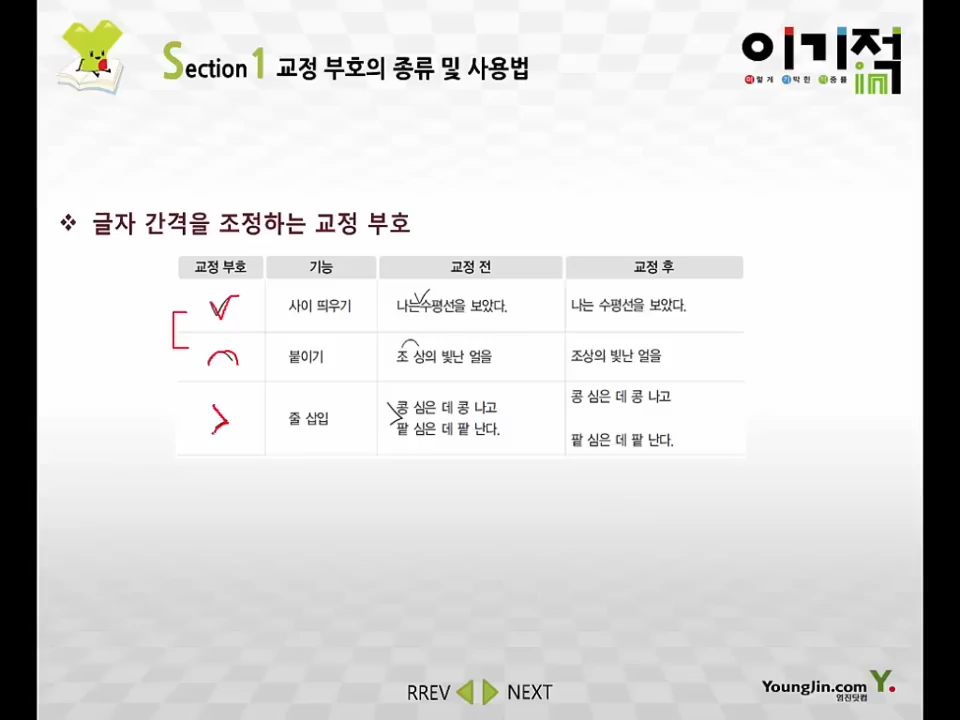 Section 1 교정 부호의 종류 및 사용법
이기적in
이렇게 기막힌 적중률
❖ 글자 간격을 조정하는 교정 부호
교정 부호 기능 교정 전 교정 후
사이 띄우기 나는수평선을 보았다. 나는 수평선을 보았다.
붙이기 조 상의 빛난 얼을 조상의 빛난 얼을
줄 삽입 콩 심은 데 콩 나고 콩 심은 데 콩 나고
팥 심은 데 팥 난다. 팥 심은 데 팥 난다.
RREV NEXT
YoungJin.com Y.
영진닷컴